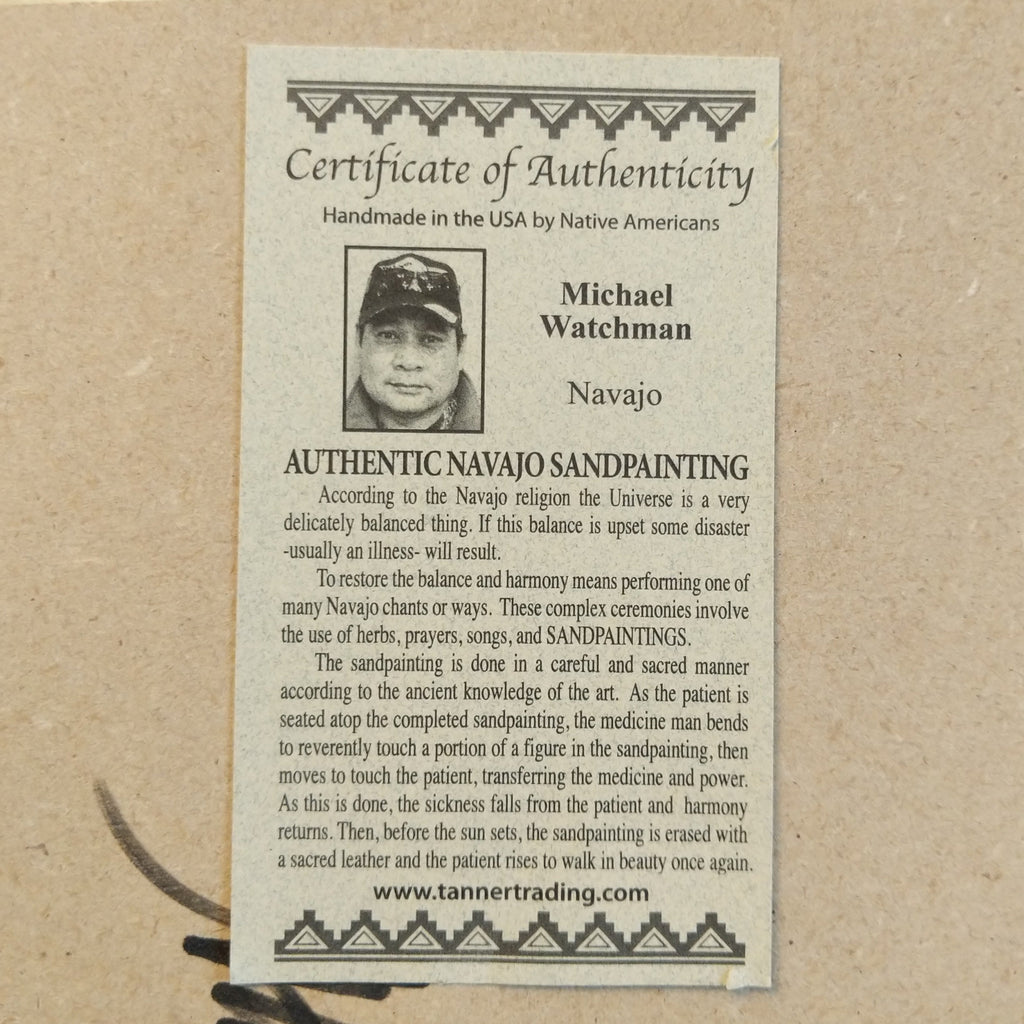 Certificate of Authenticity
Handmade in the USA by Native Americans
Michael
Watchman
Navajo
AUTHENTIC NAVAJO SANDPAINTING
According to the Navajo religion the Universe is a very
delicately balanced thing. If this balance is upset some disaster
-usually an illness- will result.
To restore the balance and harmony means performing one of
many Navajo chants or ways. These complex ceremonies involve
the use of herbs, prayers, songs, and SANDPAINTINGS.
The sandpainting is done in a careful and sacred manner
according to the ancient knowledge of the art. As the patient is
seated atop the completed sandpainting, the medicine man bends
to reverently touch a portion of a figure in the sandpainting, then
moves to touch the patient, transferring the medicine and power.
As this is done, the sickness falls from the patient and harmony
returns. Then, before the sun sets, the sandpainting is erased with
a sacred leather and the patient rises to walk in beauty once again.
www.tannertrading.com